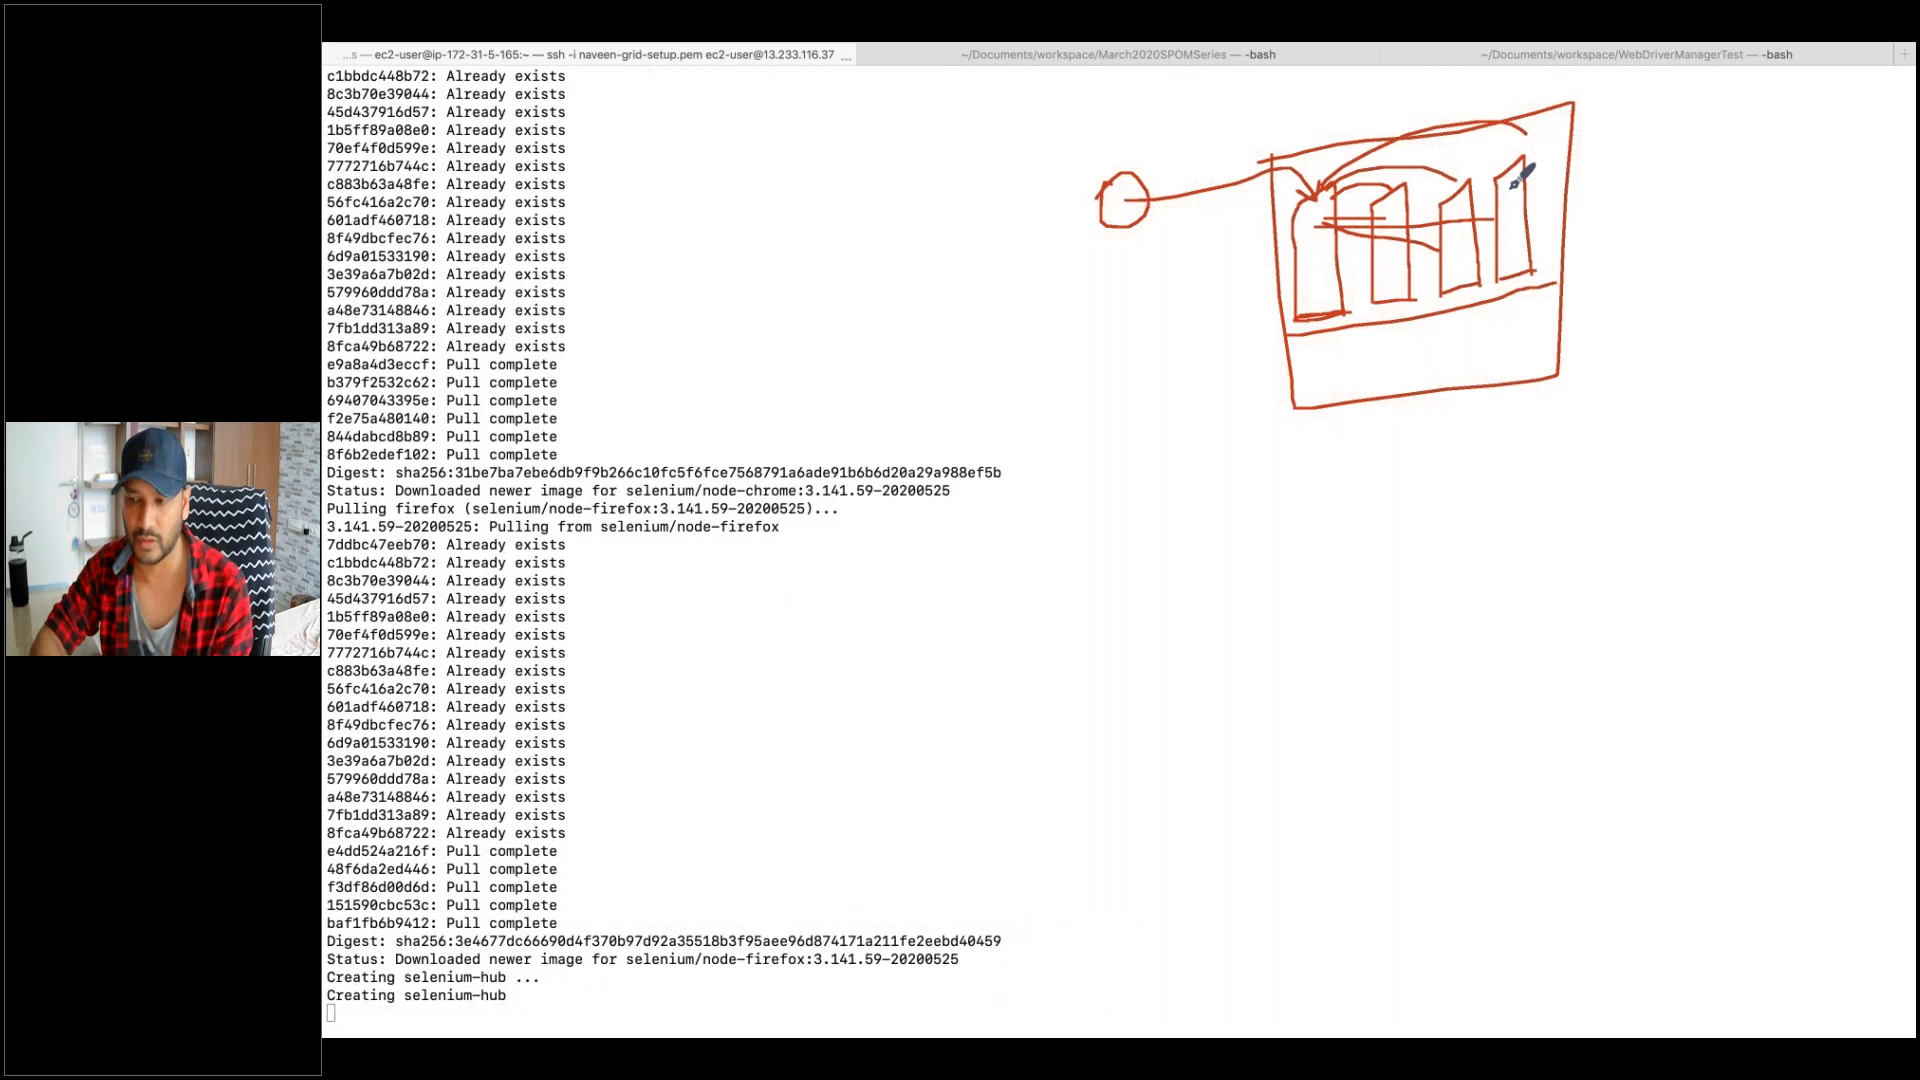 ...s — ec2-user@ip-172-31-5-165:~ — ssh -i naveen-grid-setup.pem ec2-user@13.233.116.37 ...
~/Documents/workspace/March2020SPOMSeries — -bash
~/Documents/workspace/WebDriverManagerTest — -bash
+
c1bbdc448b72: Already exists
8c3b70e39044: Already exists
45d437916d57: Already exists
1b5ff89a08e0: Already exists
70ef4f0d599e: Already exists
7772716b744c: Already exists
c883b63a48fe: Already exists
56fc416a2c70: Already exists
601adf460718: Already exists
8f49dbcfec76: Already exists
6d9a01533190: Already exists
3e39a6a7b02d: Already exists
579960ddd78a: Already exists
a48e73148846: Already exists
7fb1dd313a89: Already exists
8fca49b68722: Already exists
e9a8a4d3eccf: Pull complete
b379f2532c62: Pull complete
69407043395e: Pull complete
f2e75a480140: Pull complete
844dabcd8b89: Pull complete
8f6b2edef102: Pull complete
Digest: sha256:31be7ba7ebe6db9f9b266c10fc5f6fce7568791a6ade91b6b6d20a29a988ef5b
Status: Downloaded newer image for selenium/node-chrome:3.141.59-20200525
Pulling firefox (selenium/node-firefox:3.141.59-20200525)...
3.141.59-20200525: Pulling from selenium/node-firefox
7ddbc47eeb70: Already exists
c1bbdc448b72: Already exists
8c3b70e39044: Already exists
45d437916d57: Already exists
1b5ff89a08e0: Already exists
70ef4f0d599e: Already exists
7772716b744c: Already exists
c883b63a48fe: Already exists
56fc416a2c70: Already exists
601adf460718: Already exists
8f49dbcfec76: Already exists
6d9a01533190: Already exists
3e39a6a7b02d: Already exists
579960ddd78a: Already exists
a48e73148846: Already exists
7fb1dd313a89: Already exists
8fca49b68722: Already exists
e4dd524a216f: Pull complete
48f6da2ed446: Pull complete
f3df86d00d6d: Pull complete
151590cbc53c: Pull complete
baf1fb6b9412: Pull complete
Digest: sha256:3e4677dc66690d4f370b97d92a35518b3f95aee96d874171a211fe2eebd40459
Status: Downloaded newer image for selenium/node-firefox:3.141.59-20200525
Creating selenium-hub ...
Creating selenium-hub